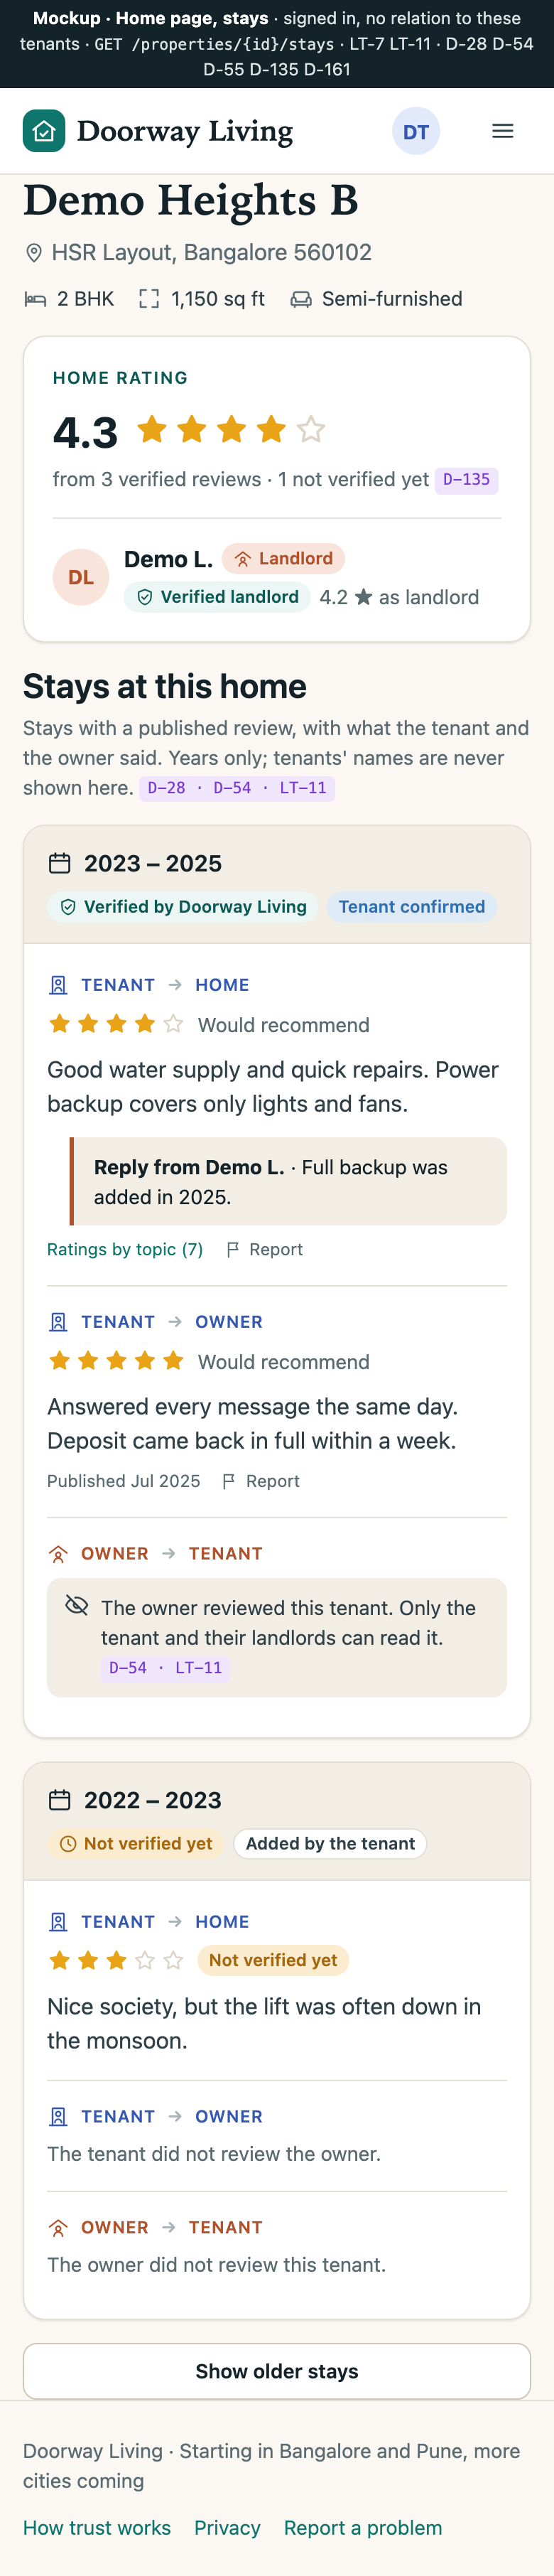 Mockup · Home page, stays · signed in, no relation to these
tenants · GET /properties/{id}/stays · LT-7 LT-11 · D-28 D-54
D-55 D-135 D-161
Doorway Living
DT
Demo Heights B
HSR Layout, Bangalore 560102
2 BHK 1,150 sq ft Semi-furnished
HOME RATING
4.3
from 3 verified reviews · 1 not verified yet D-135
DL
Demo L. Landlord
Verified landlord 4.2 ★ as landlord
Stays at this home
Stays with a published review, with what the tenant and
the owner said. Years only; tenants' names are never
shown here. D-28 · D-54 · LT-11
2023 – 2025
Verified by Doorway Living Tenant confirmed
TENANT → HOME
Would recommend
Good water supply and quick repairs. Power
backup covers only lights and fans.
Reply from Demo L. · Full backup was
added in 2025.
Ratings by topic (7) Report
TENANT → OWNER
Would recommend
Answered every message the same day.
Deposit came back in full within a week.
Published Jul 2025 Report
OWNER → TENANT
The owner reviewed this tenant. Only the
tenant and their landlords can read it.
D-54 · LT-11
2022 – 2023
Not verified yet Added by the tenant
TENANT → HOME
Not verified yet
Nice society, but the lift was often down in
the monsoon.
TENANT → OWNER
The tenant did not review the owner.
OWNER → TENANT
The owner did not review this tenant.
Show older stays
Doorway Living · Starting in Bangalore and Pune, more
cities coming
How trust works Privacy Report a problem